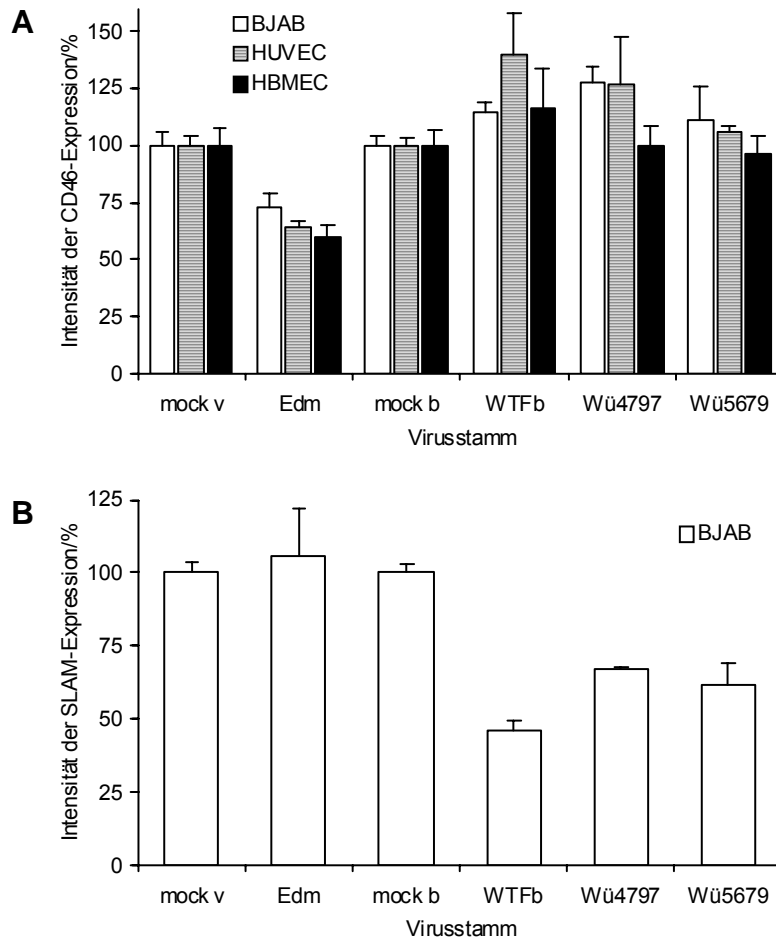 A
Intensität der CD46-Expression/%
150
125
100
75
50
25
0
BJAB
HUVEC
HBMEC
mock v Edm mock b WTFb Wü4797 Wü5679
Virusstamm
B
Intensität der SLAM-Expression/%
125
100
75
50
25
0
BJAB
mock v Edm mock b WTFb Wü4797 Wü5679
Virusstamm